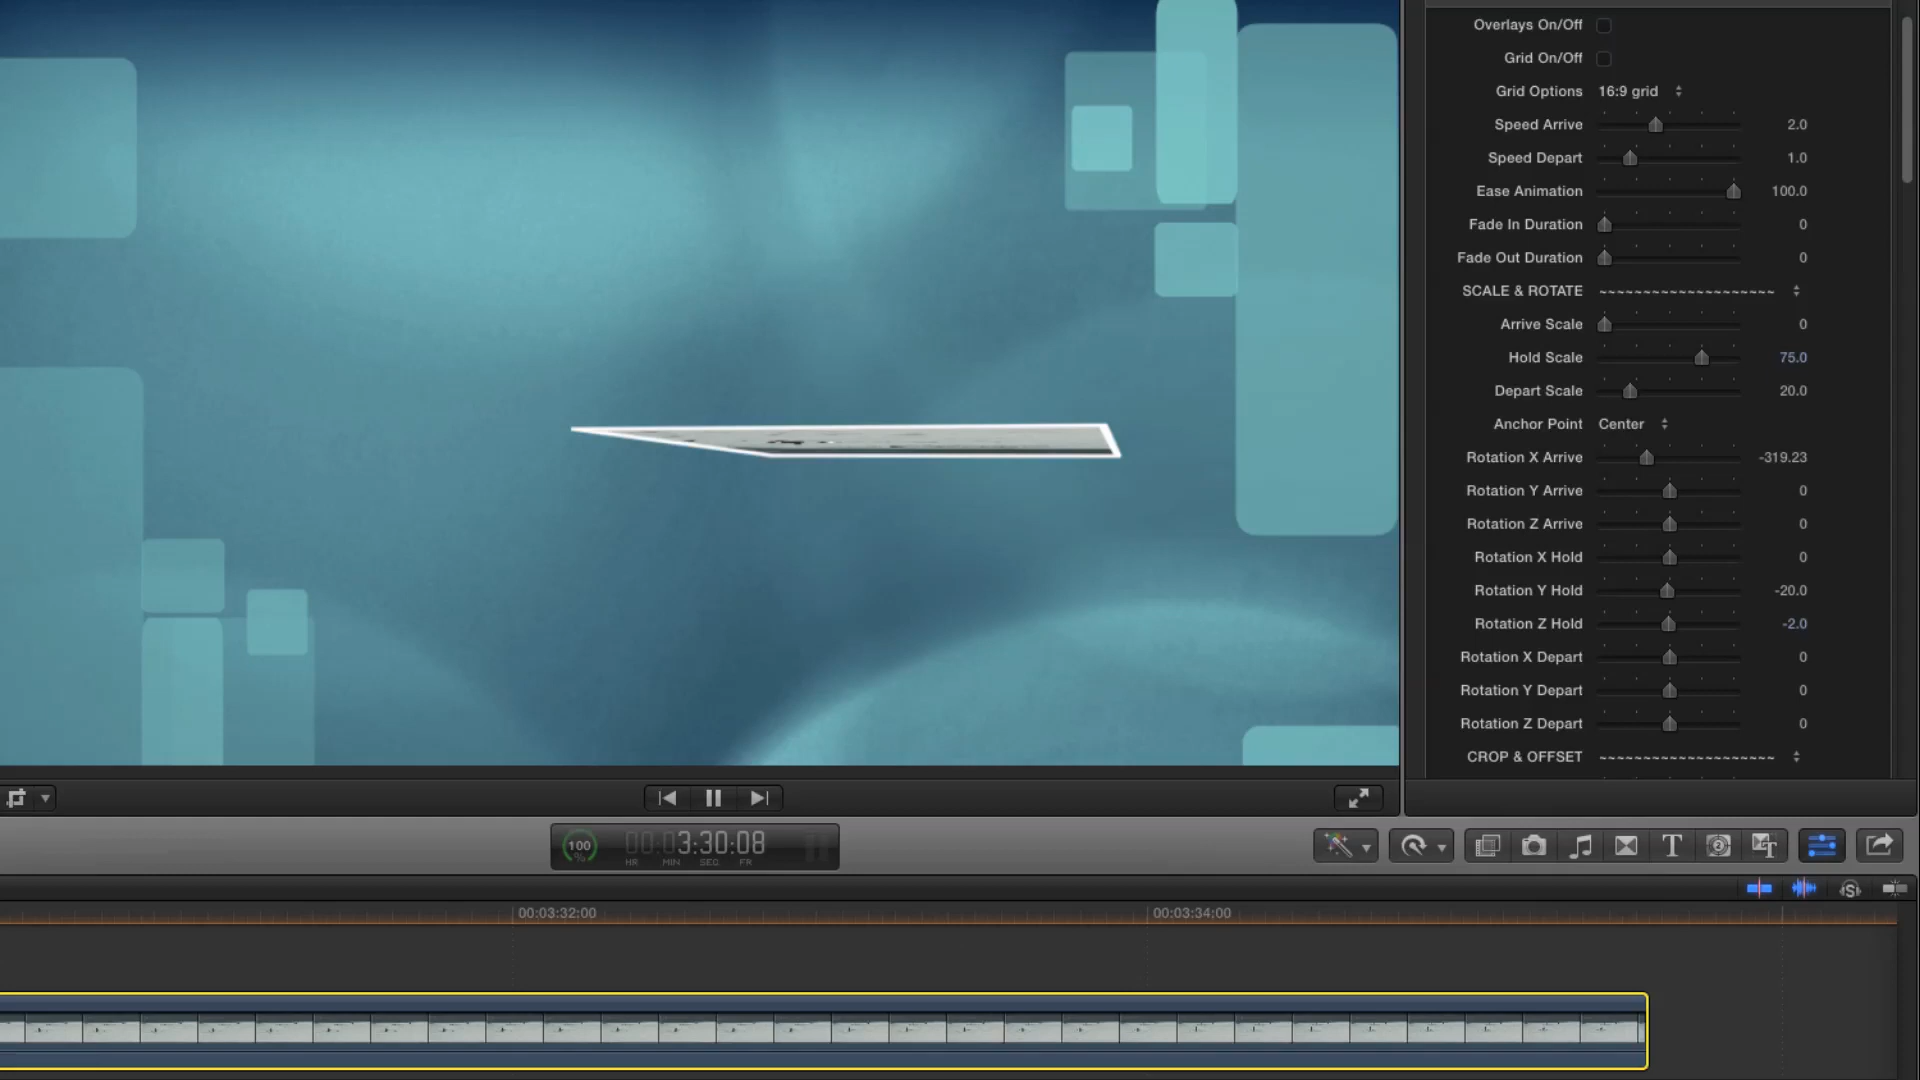 Overlays On/Off
Grid On/Off
Grid Options 16:9 grid
Speed Arrive 2.0
Speed Depart 1.0
Ease Animation 100.0
Fade In Duration 0
Fade Out Duration 0
SCALE & ROTATE ~~~~~~~~~~~~~~~~~~~~
Arrive Scale 0
Hold Scale 75.0
Depart Scale 20.0
Anchor Point Center
Rotation X Arrive -319.23
Rotation Y Arrive 0
Rotation Z Arrive 0
Rotation X Hold 0
Rotation Y Hold -20.0
Rotation Z Hold -2.0
Rotation X Depart 0
Rotation Y Depart 0
Rotation Z Depart 0
CROP & OFFSET ~~~~~~~~~~~~~~~~~~~~
100 % 00:03:30:08
HR MIN SEC FR
00:03:32:00 00:03:34:00